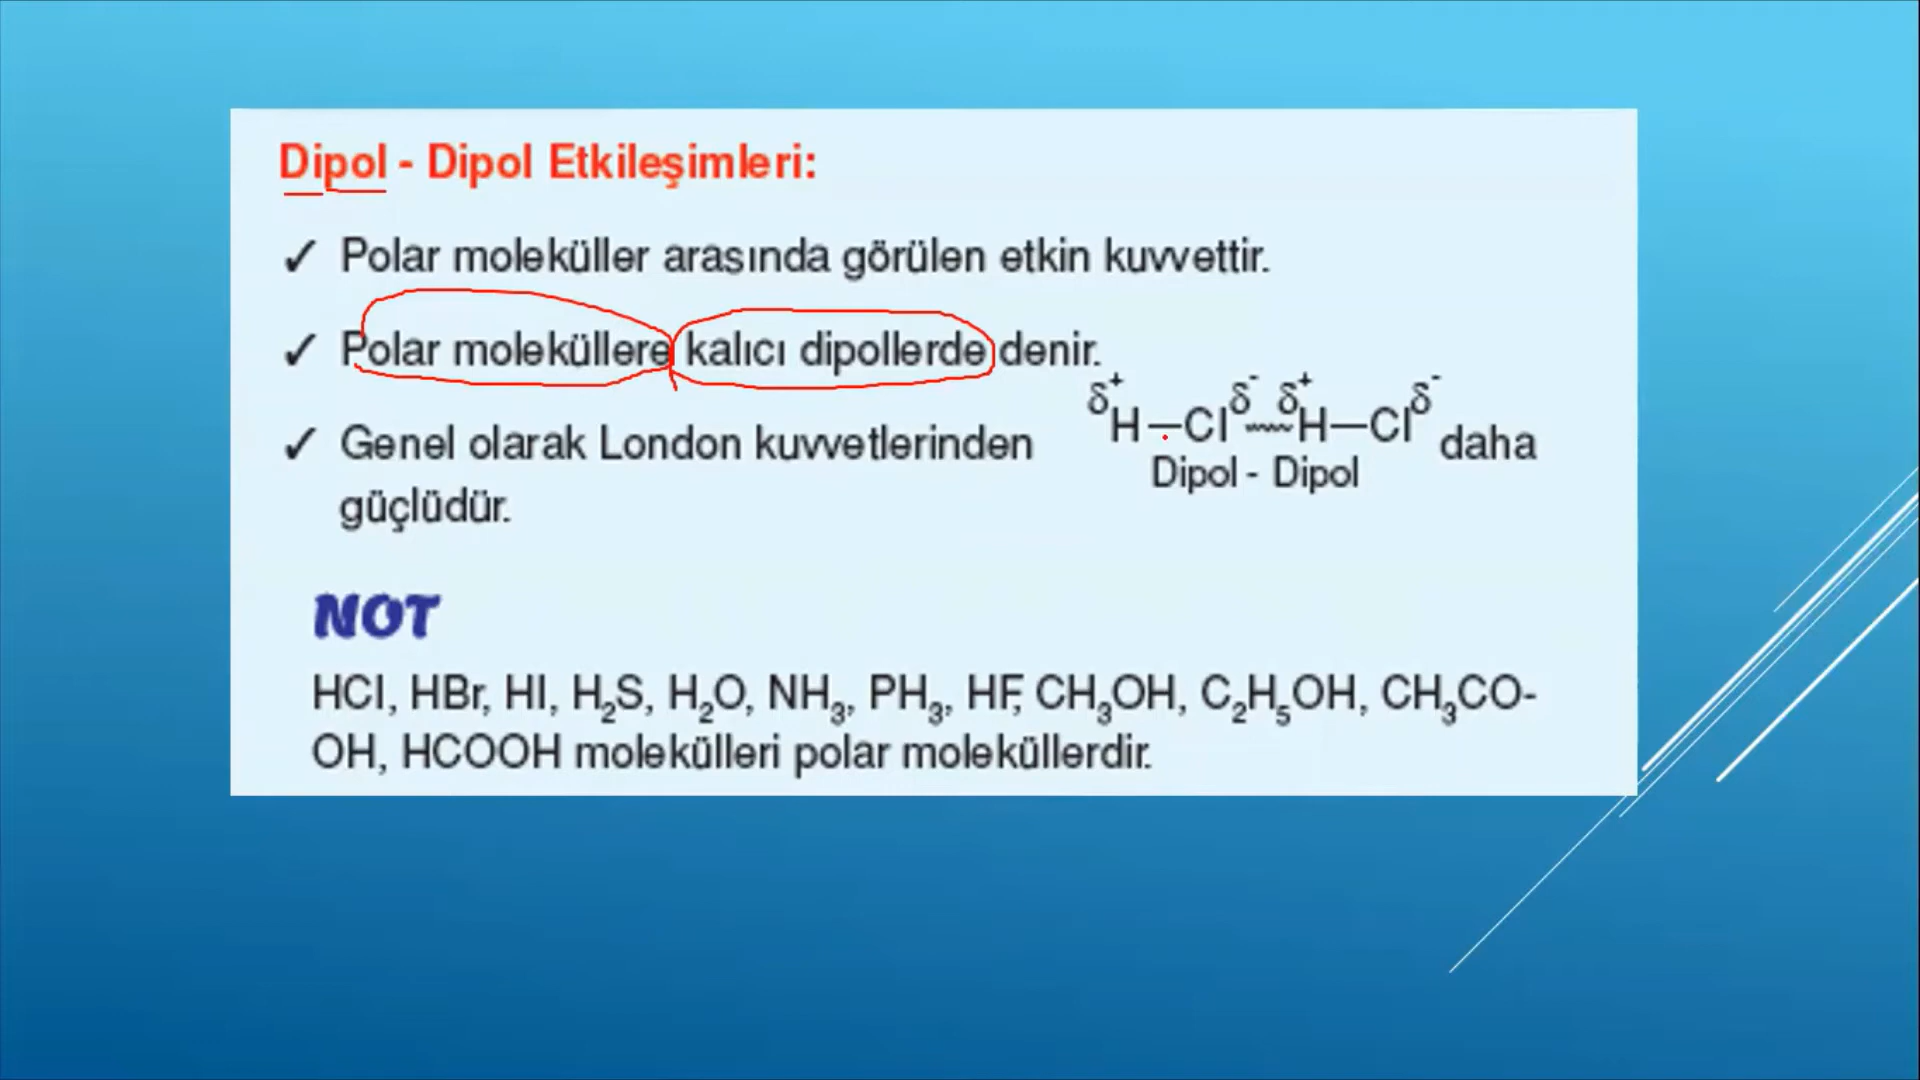 Dipol - Dipol Etkileşimleri:
✓ Polar moleküller arasında görülen etkin kuvvettir.
✓ Polar moleküllere kalıcı dipollerde denir.
✓ Genel olarak London kuvvetlerinden δ⁺H—Clδ⁻ δ⁺H—Clδ⁻ daha
Dipol - Dipol
güçlüdür.
NOT
HCl, HBr, HI, H₂S, H₂O, NH₃, PH₃, HF, CH₃OH, C₂H₅OH, CH₃CO-
OH, HCOOH molekülleri polar moleküllerdir.